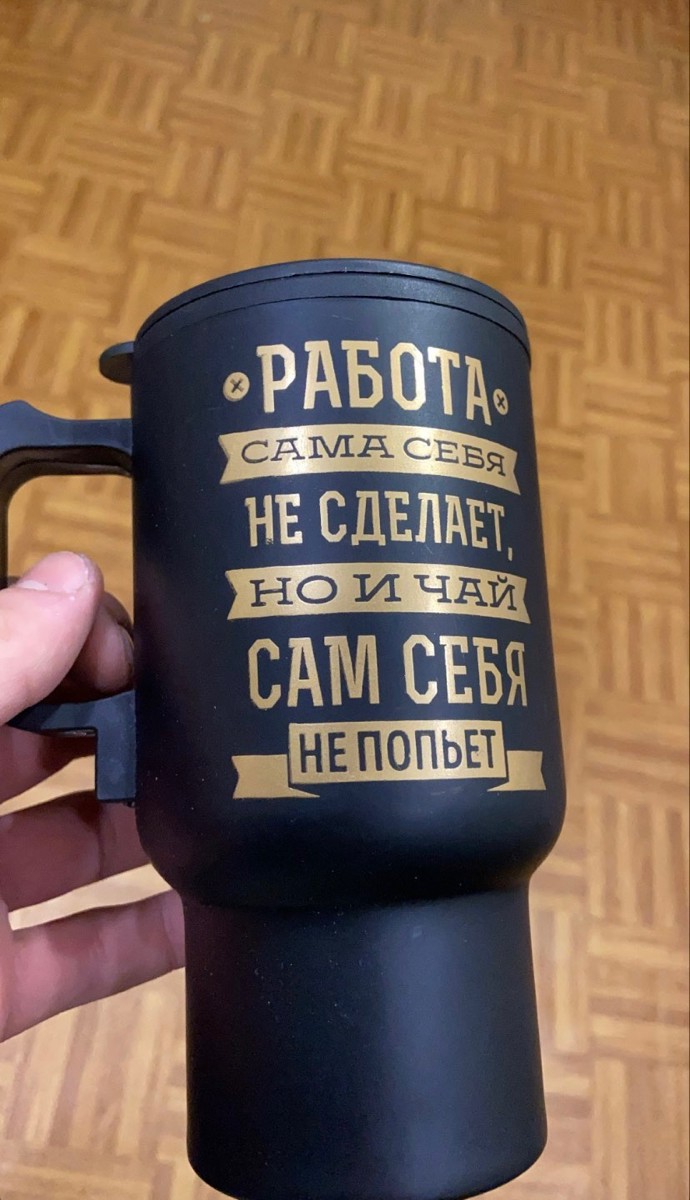 РАБОТА
САМА СЕБЯ
НЕ СДЕЛАЕТ,
НО И ЧАЙ
САМ СЕБЯ
НЕ ПОПЬЕТ